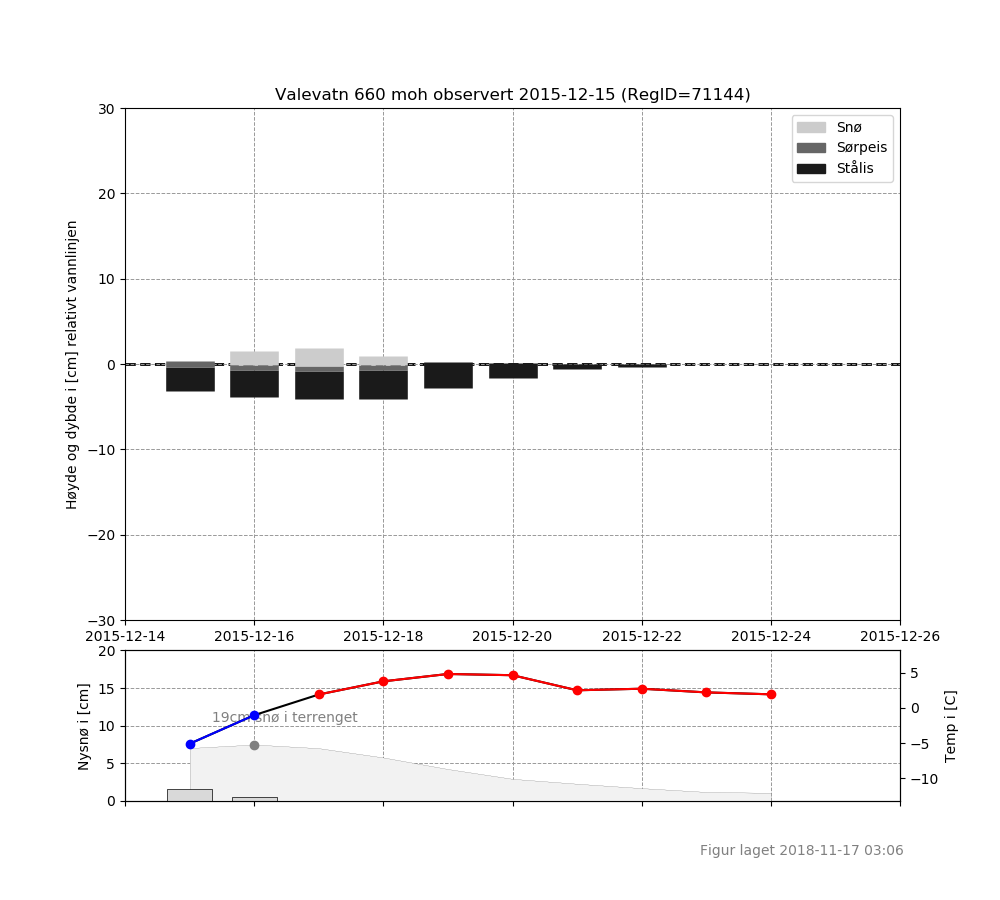 Valevatn 660 moh observert 2015-12-15 (RegID=71144)
Høyde og dybde i [cm] relativt vannlinjen
30
20
10
0
−10
−20
−30
Snø
Sørpeis
Stålis
2015-12-14 2015-12-16 2015-12-18 2015-12-20 2015-12-22 2015-12-24 2015-12-26
Nysnø i [cm]
20
15
10
5
0
19cm snø i terrenget
5
0
−5
−10
Temp i [C]
Figur laget 2018-11-17 03:06